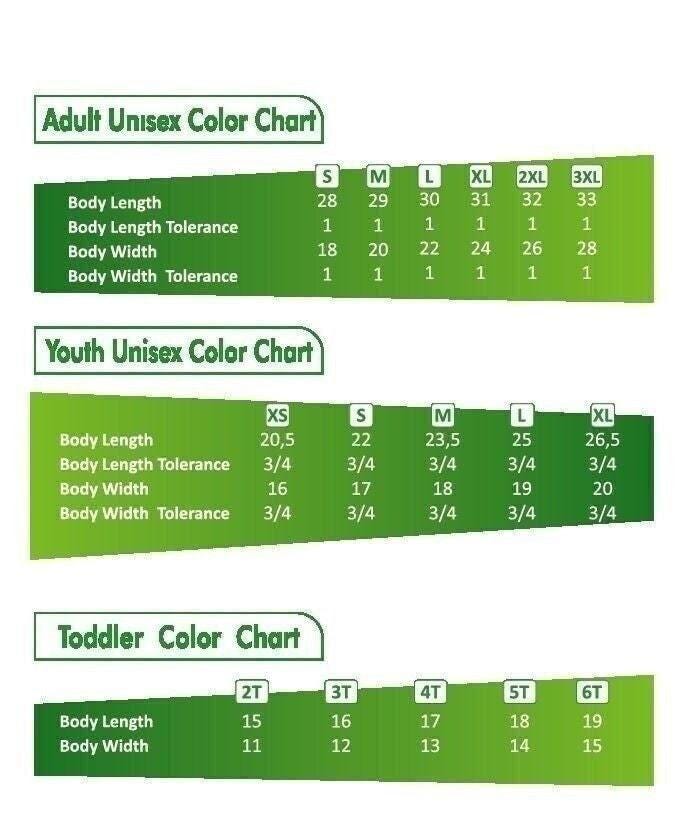 Adult Unisex Color Chart
S M L XL 2XL 3XL
Body Length 28 29 30 31 32 33
Body Length Tolerance 1 1 1 1 1 1
Body Width 18 20 22 24 26 28
Body Width Tolerance 1 1 1 1 1 1
Youth Unisex Color Chart
XS S M L XL
Body Length 20,5 22 23,5 25 26,5
Body Length Tolerance 3/4 3/4 3/4 3/4 3/4
Body Width 16 17 18 19 20
Body Width Tolerance 3/4 3/4 3/4 3/4 3/4
Toddler Color Chart
2T 3T 4T 5T 6T
Body Length 15 16 17 18 19
Body Width 11 12 13 14 15